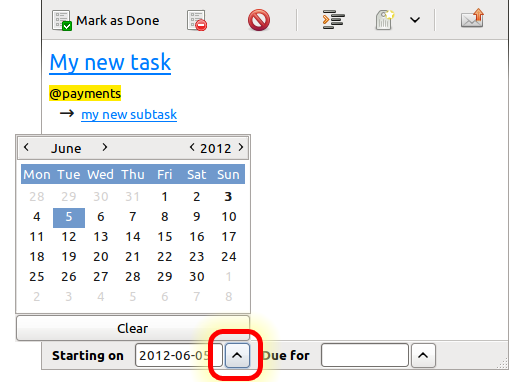 Mark as Done
My new task
@payments
→ my new subtask
< June > < 2012 >
Mon Tue Wed Thu Fri Sat Sun
28 29 30 31 1 2 3
4 5 6 7 8 9 10
11 12 13 14 15 16 17
18 19 20 21 22 23 24
25 26 27 28 29 30 1
2 3 4 5 6 7 8
Clear
Starting on 2012-06-05 Due for